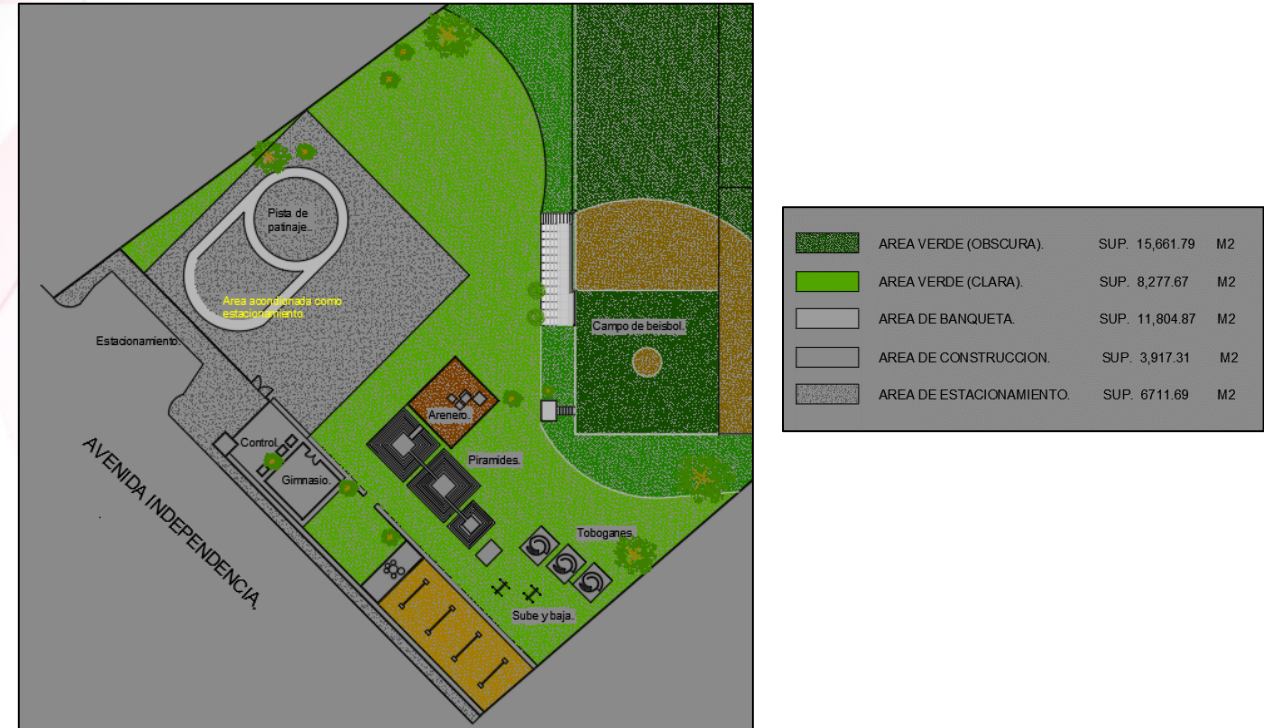 Pista de
patinaje..
Area acondionada como
estacionamiento.
Estacionamiento.
Campo de beisbol.
Arenero.
Control.
Piramides.
Gimnasio.
AVENIDA INDEPENDENCIA.
Toboganes.
Sube y baja.
AREA VERDE (OBSCURA). SUP. 15,661.79 M2
AREA VERDE (CLARA). SUP. 8,277.67 M2
AREA DE BANQUETA. SUP. 11,804.87 M2
AREA DE CONSTRUCCION. SUP. 3,917.31 M2
AREA DE ESTACIONAMIENTO. SUP. 6711.69 M2